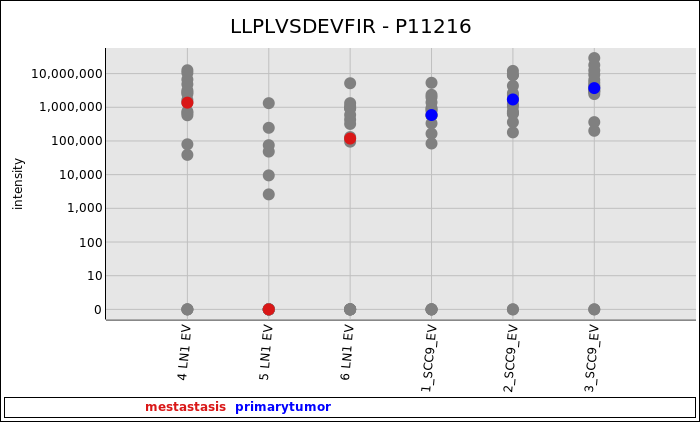 LLPLVSDEVFIR - P11216
intensity
10,000,000
1,000,000
100,000
10,000
1,000
100
10
0
4 LN1 EV
5 LN1 EV
6 LN1 EV
1_SCC9_EV
2_SCC9_EV
3_SCC9_EV
mestastasis primarytumor